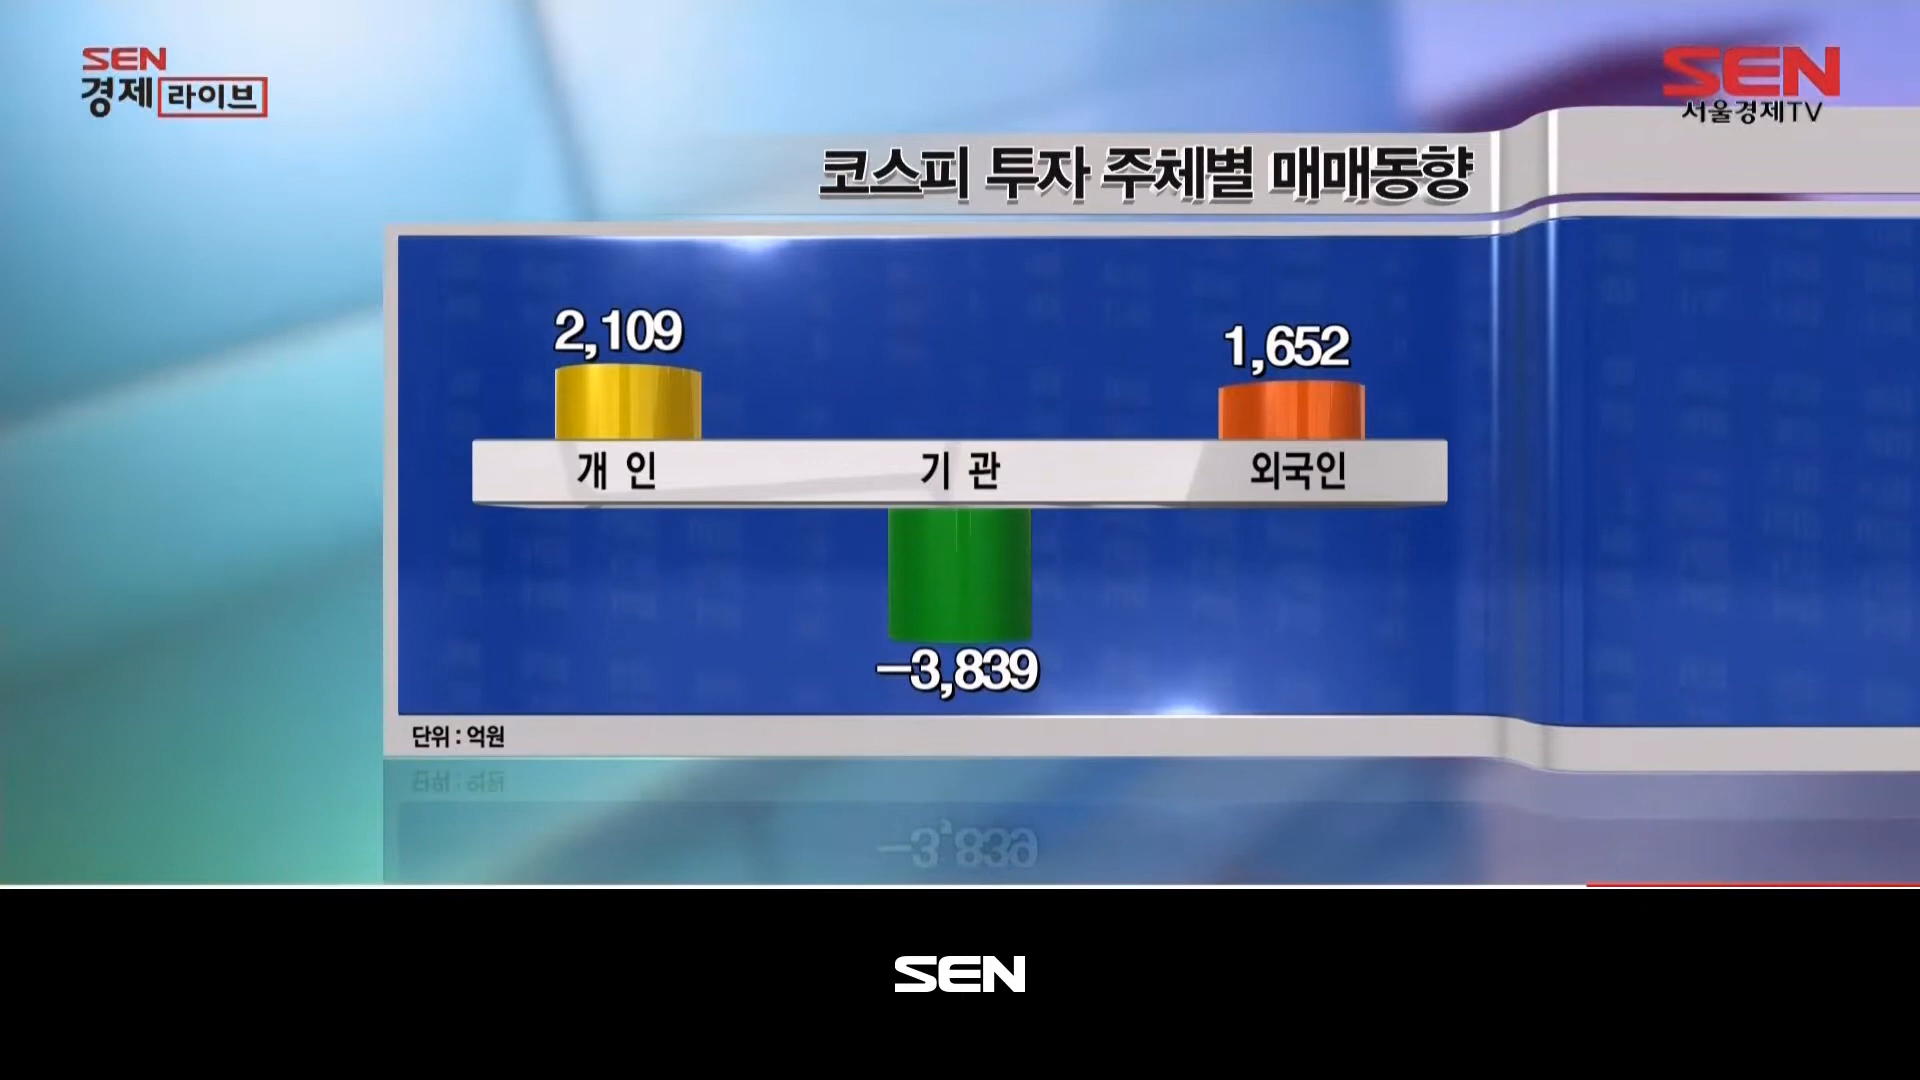 SEN
경제 라이브
SEN
서울경제TV
코스피 투자 주체별 매매동향
2,109
1,652
개인
기관
외국인
-3,839
단위 : 억원
SEN